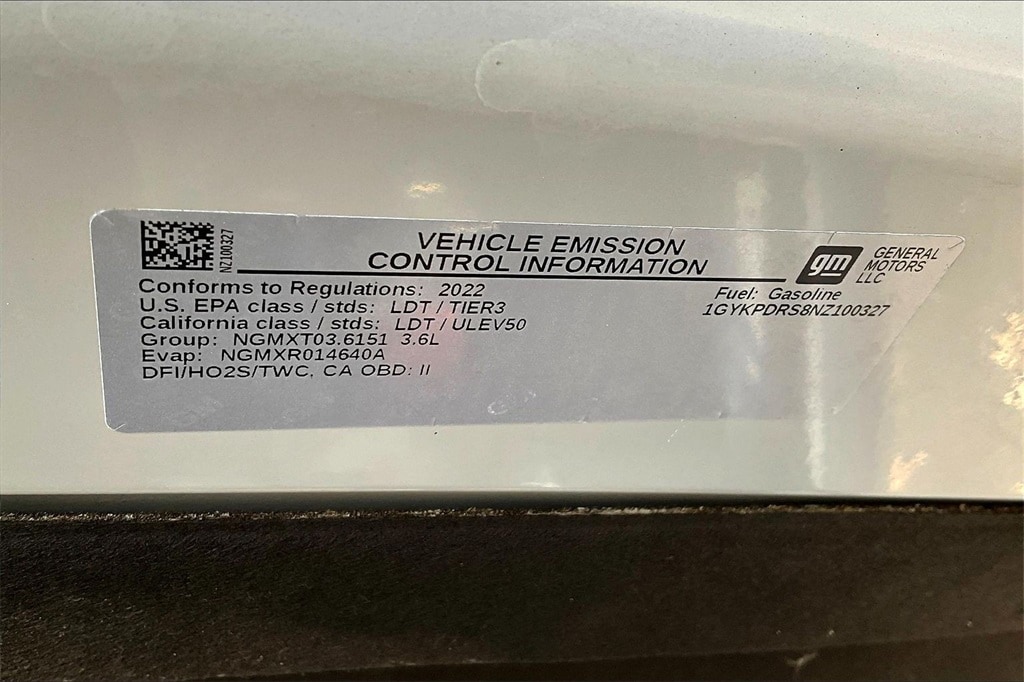 NZ100327
VEHICLE EMISSION
CONTROL INFORMATION
gm
GENERAL
MOTORS
LLC
Conforms to Regulations: 2022
U.S. EPA class / stds: LDT / TIER3
California class / stds: LDT / ULEV50
Group: NGMXT03.6151 3.6L
Evap: NGMXR014640A
DFI/HO2S/TWC, CA OBD: II
Fuel: Gasoline
1GYKPDRS8NZ100327